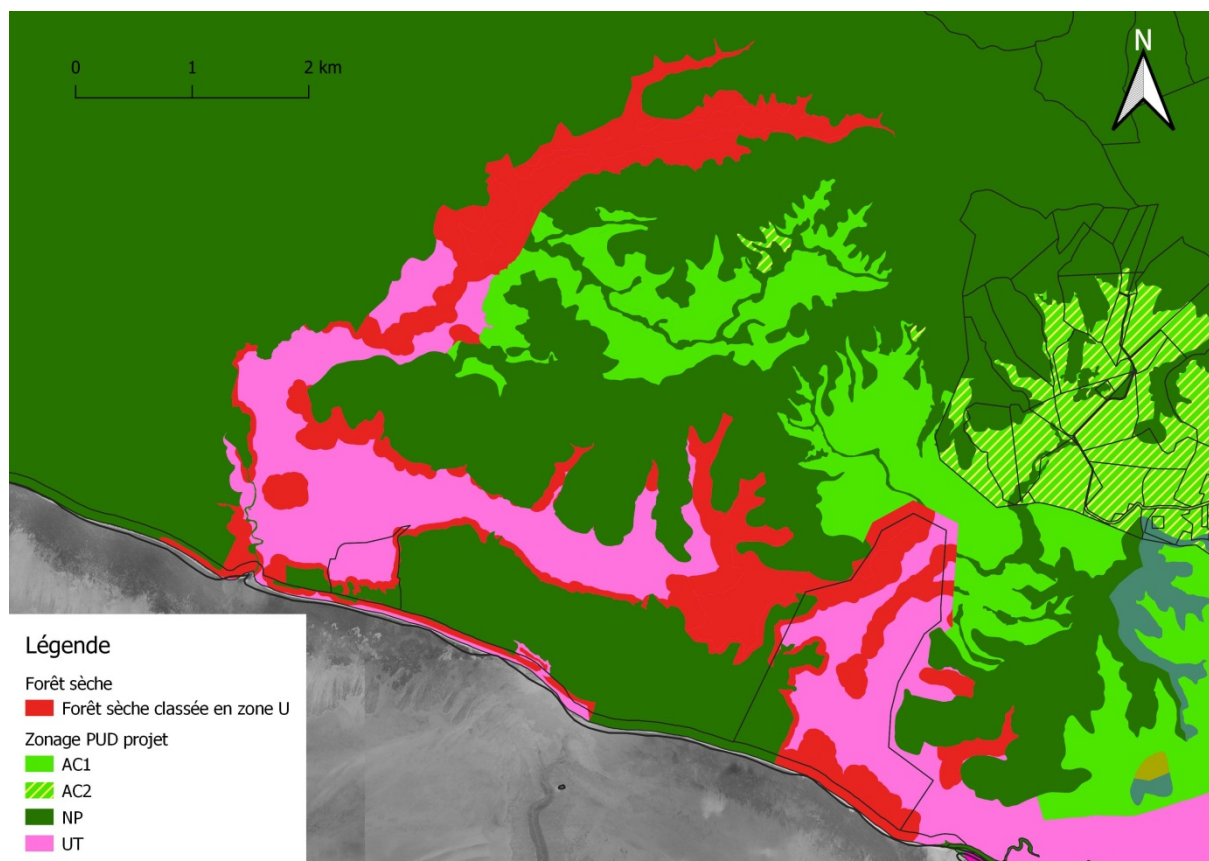 0 1 2 km
N
Légende
Forêt sèche
Forêt sèche classée en zone U
Zonage PUD projet
AC1
AC2
NP
UT